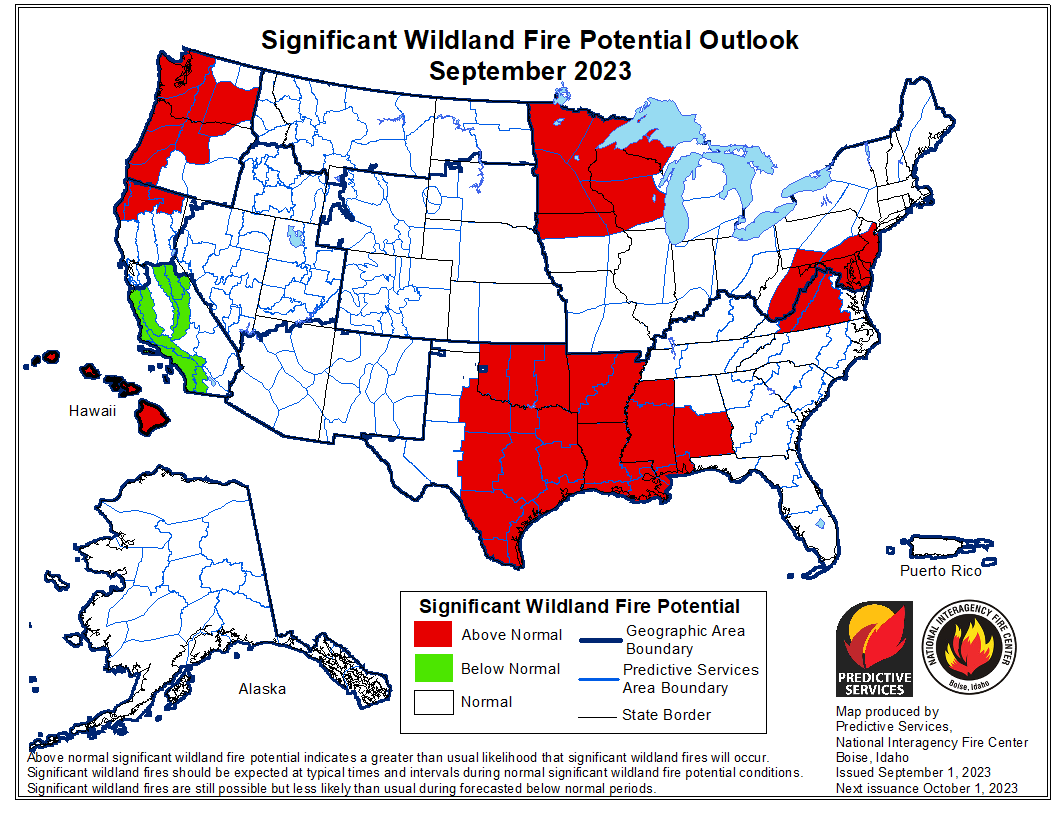 Significant Wildland Fire Potential Outlook
September 2023
Hawaii
Alaska
Puerto Rico
Significant Wildland Fire Potential
Above Normal
Below Normal
Normal
Geographic Area
Boundary
Predictive Services
Area Boundary
State Border
PREDICTIVE
SERVICES
NATIONAL INTERAGENCY FIRE CENTER
Boise, Idaho
Map produced by
Predictive Services,
National Interagency Fire Center
Boise, Idaho
Issued September 1, 2023
Next issuance October 1, 2023
Above normal significant wildland fire potential indicates a greater than usual likelihood that significant wildland fires will occur.
Significant wildland fires should be expected at typical times and intervals during normal significant wildland fire potential conditions.
Significant wildland fires are still possible but less likely than usual during forecasted below normal periods.